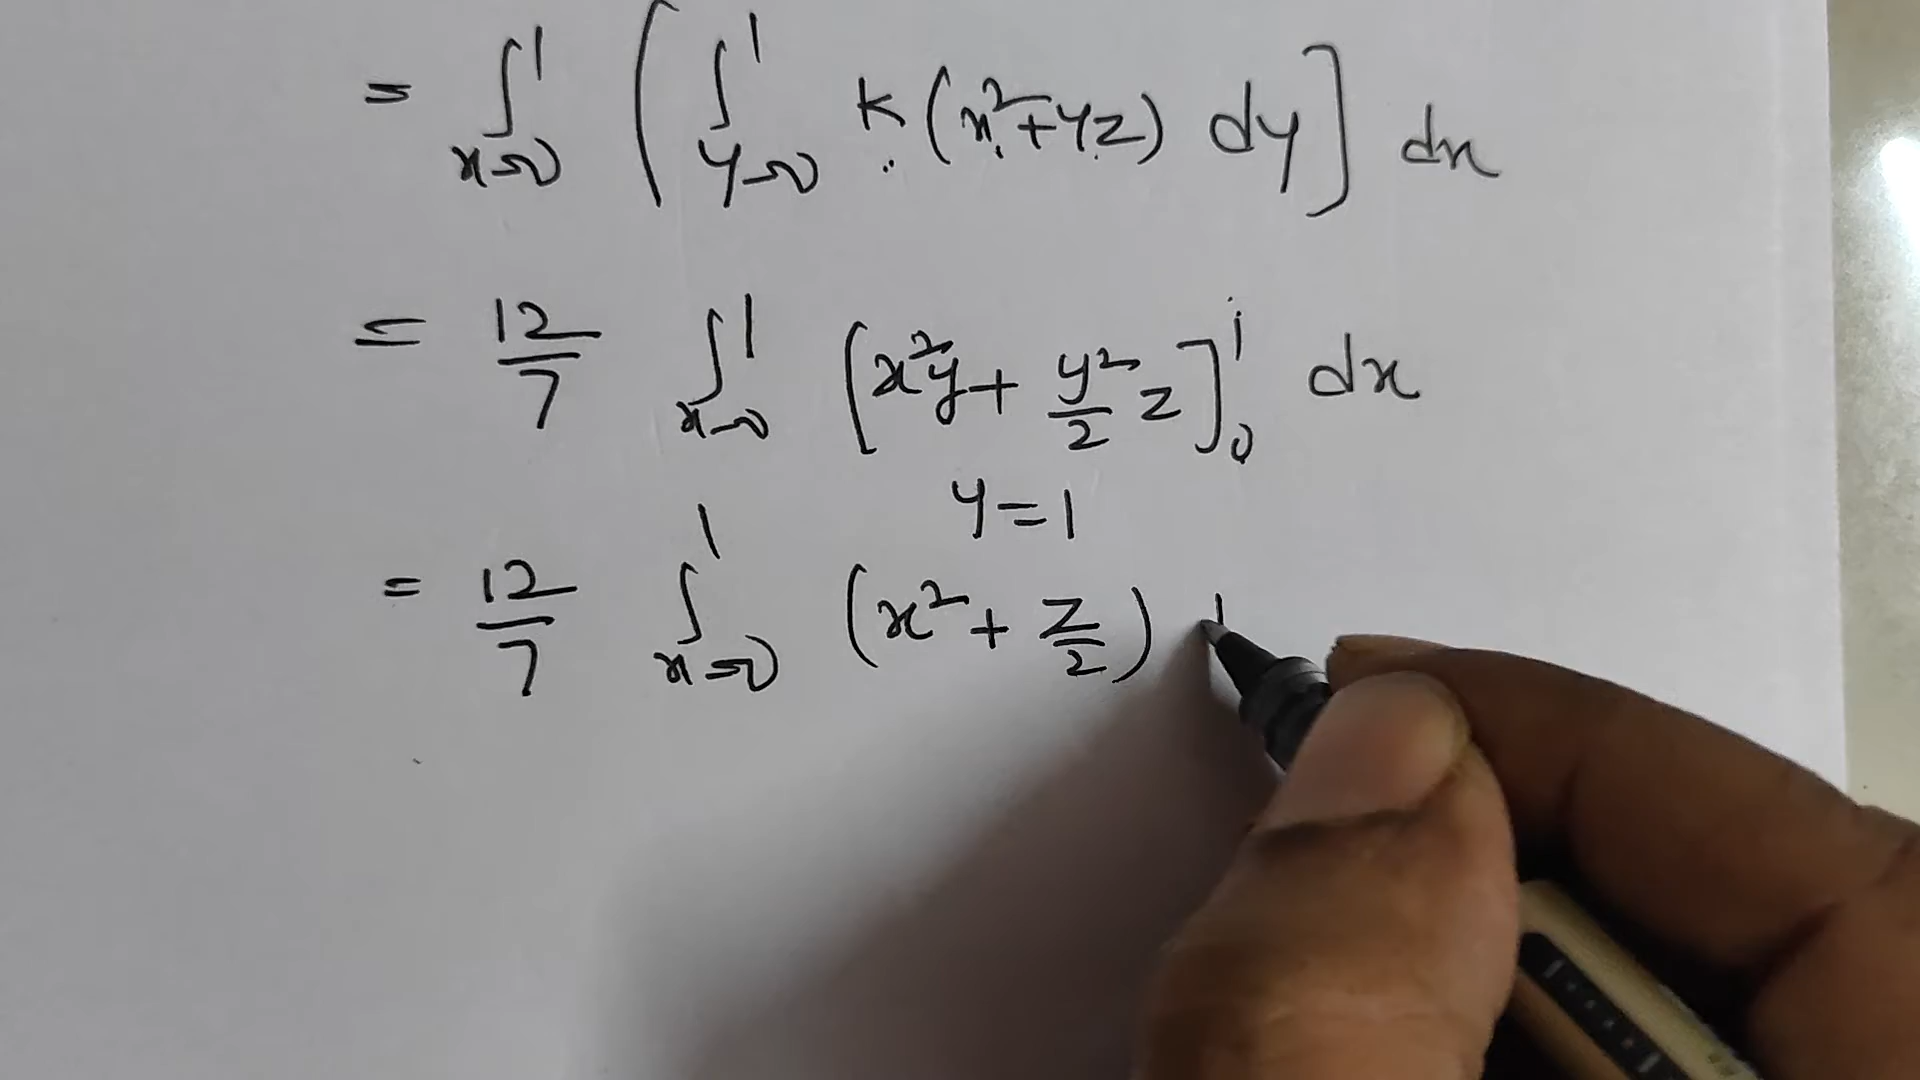 = ∫_{x=0}^{1} ( ∫_{y=0}^{1} K (x²+yz) dy ] dx
= 12/7 ∫_{x=0}^{1} [x²y + y²/2 z]_0^1 dx
y=1
= 12/7 ∫_{x=0}^{1} (x² + z/2)